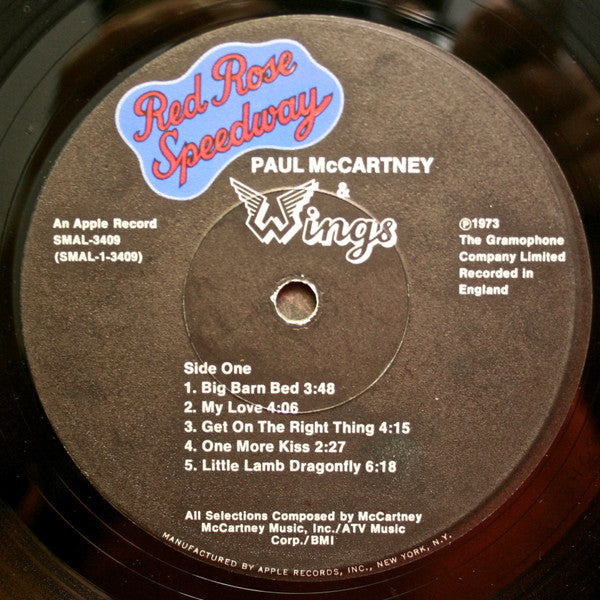 Red Rose
Speedway
PAUL McCARTNEY
&
Wings
An Apple Record
SMAL-3409
(SMAL-1-3409)
℗1973
The Gramophone
Company Limited
Recorded in
England
Side One
1. Big Barn Bed 3:48
2. My Love 4:06
3. Get On The Right Thing 4:15
4. One More Kiss 2:27
5. Little Lamb Dragonfly 6:18
All Selections Composed by McCartney
McCartney Music, Inc./ATV Music
Corp./BMI
MANUFACTURED BY APPLE RECORDS, INC., NEW YORK, N.Y.